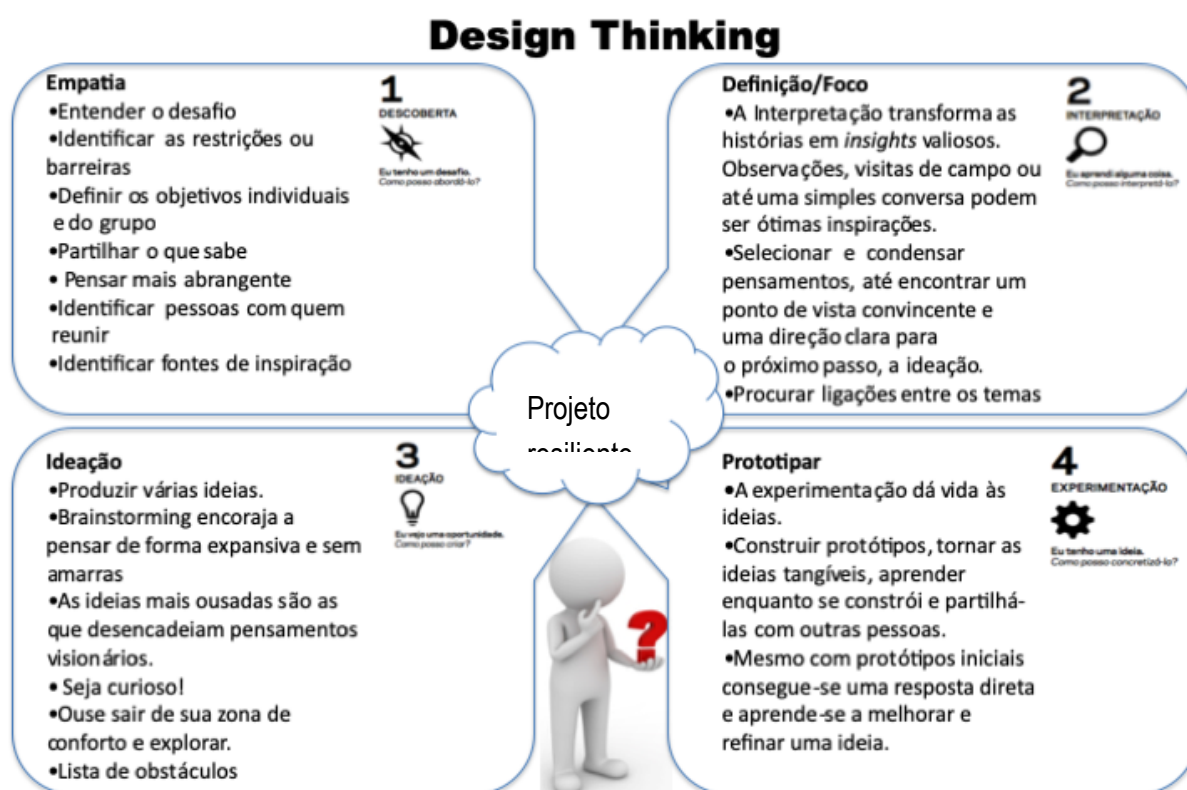 Design Thinking
Empatia
•Entender o desafio
•Identificar as restrições ou
barreiras
•Definir os objetivos individuais
e do grupo
•Partilhar o que sabe
• Pensar mais abrangente
•Identificar pessoas com quem
reunir
•Identificar fontes de inspiração
1
DESCOBERTA
Eu tenho um desafio.
Como posso abordá-lo?
Definição/Foco
•A Interpretação transforma as
histórias em insights valiosos.
Observações, visitas de campo ou
até uma simples conversa podem
ser ótimas inspirações.
•Selecionar e condensar
pensamentos, até encontrar um
ponto de vista convincente e
uma direção clara para
o próximo passo, a ideação.
•Procurar ligações entre os temas
2
INTERPRETAÇÃO
Eu aprendi alguma coisa.
Como posso interpretá-lo?
Projeto
Ideação
•Produzir várias ideias.
•Brainstorming encoraja a
pensar de forma expansiva e sem
amarras
•As ideias mais ousadas são as
que desencadeiam pensamentos
visionários.
• Seja curioso!
•Ouse sair de sua zona de
conforto e explorar.
•Lista de obstáculos
3
IDEAÇÃO
Eu vejo uma oportunidade.
Como posso criar?
Prototipar
•A experimentação dá vida às
ideias.
•Construir protótipos, tornar as
ideias tangíveis, aprender
enquanto se constrói e partilhá-
las com outras pessoas.
•Mesmo com protótipos iniciais
consegue-se uma resposta direta
e aprende-se a melhorar e
refinar uma ideia.
4
EXPERIMENTAÇÃO
Eu tenho uma ideia.
Como posso concretizá-lo?
?